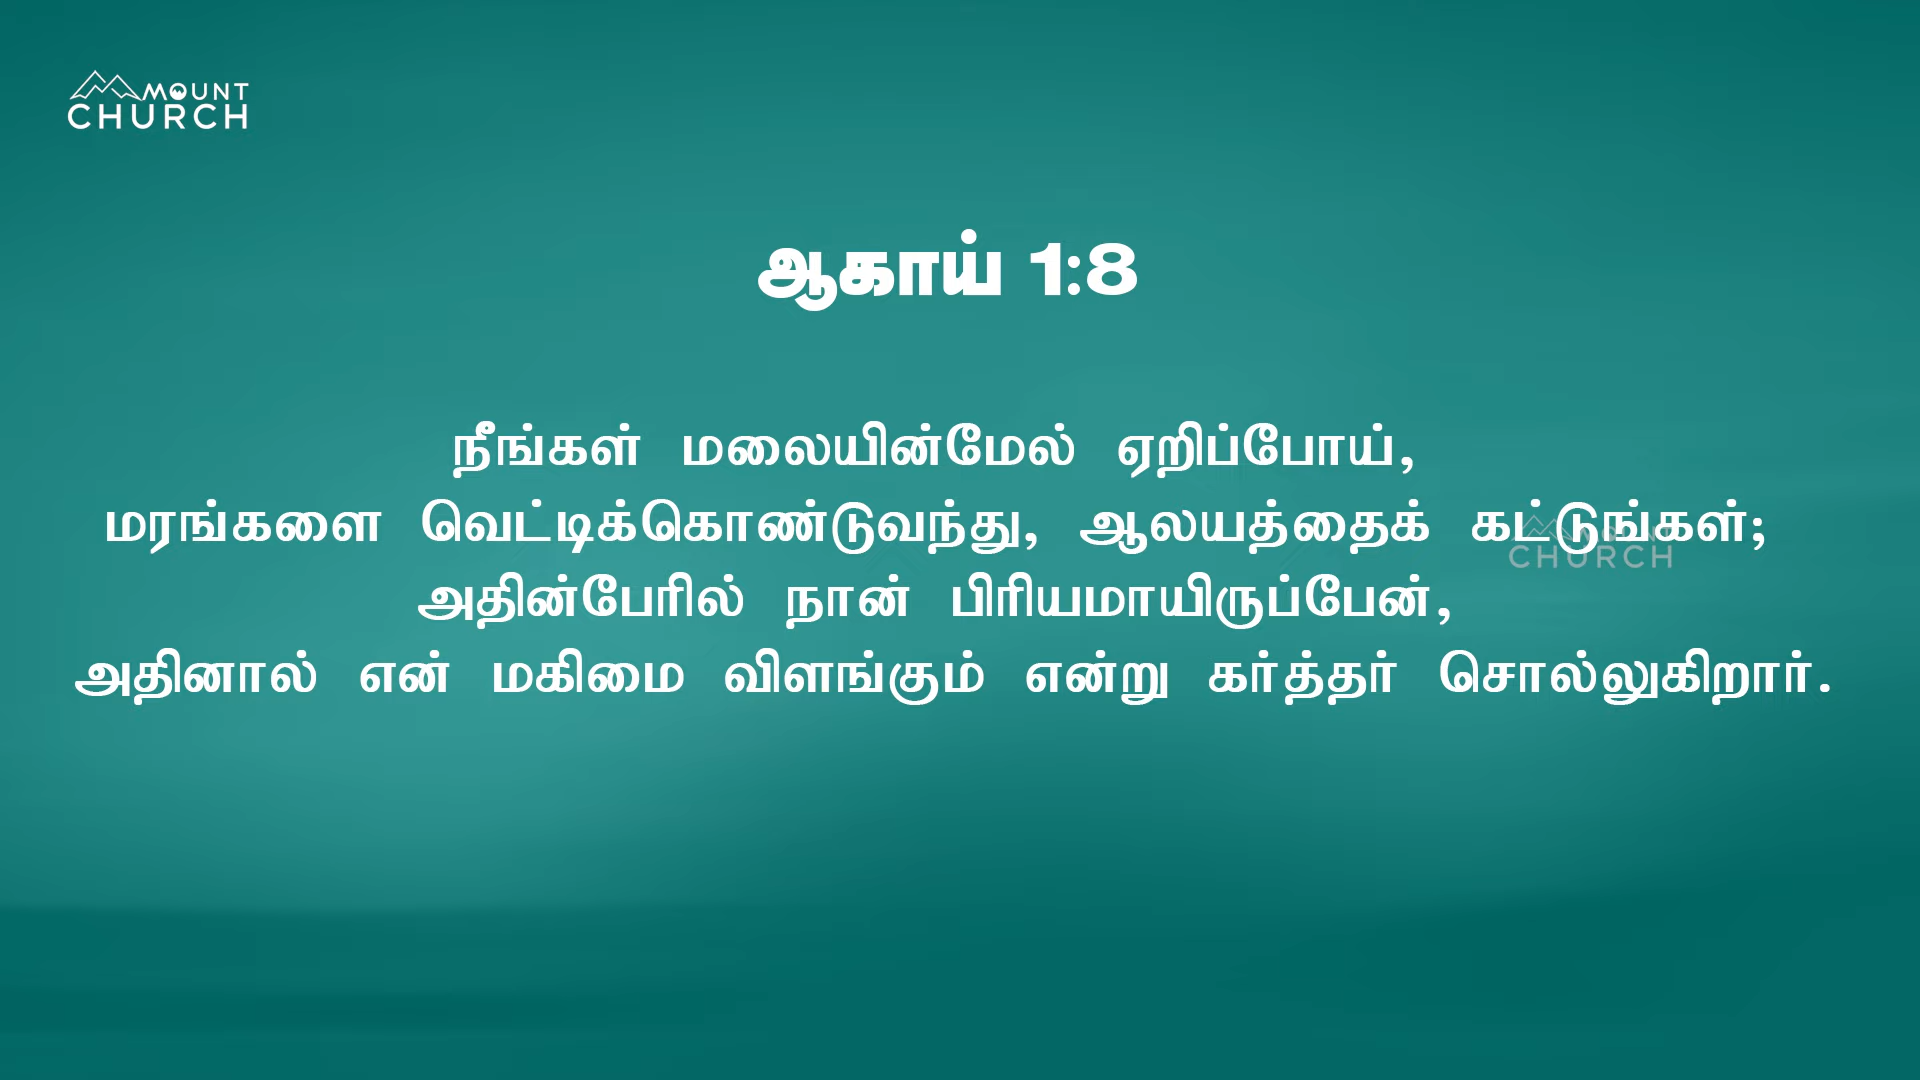 MOUNT
CHURCH
ஆகாய் 1:8
நீங்கள் மலையின்மேல் ஏறிப்போய்,
மரங்களை வெட்டிக்கொண்டுவந்து, ஆலயத்தைக் கட்டுங்கள்;
அதின்பேரில் நான் பிரியமாயிருப்பேன்,
அதினால் என் மகிமை விளங்கும் என்று கர்த்தர் சொல்லுகிறார்.
MOUNT
CHURCH